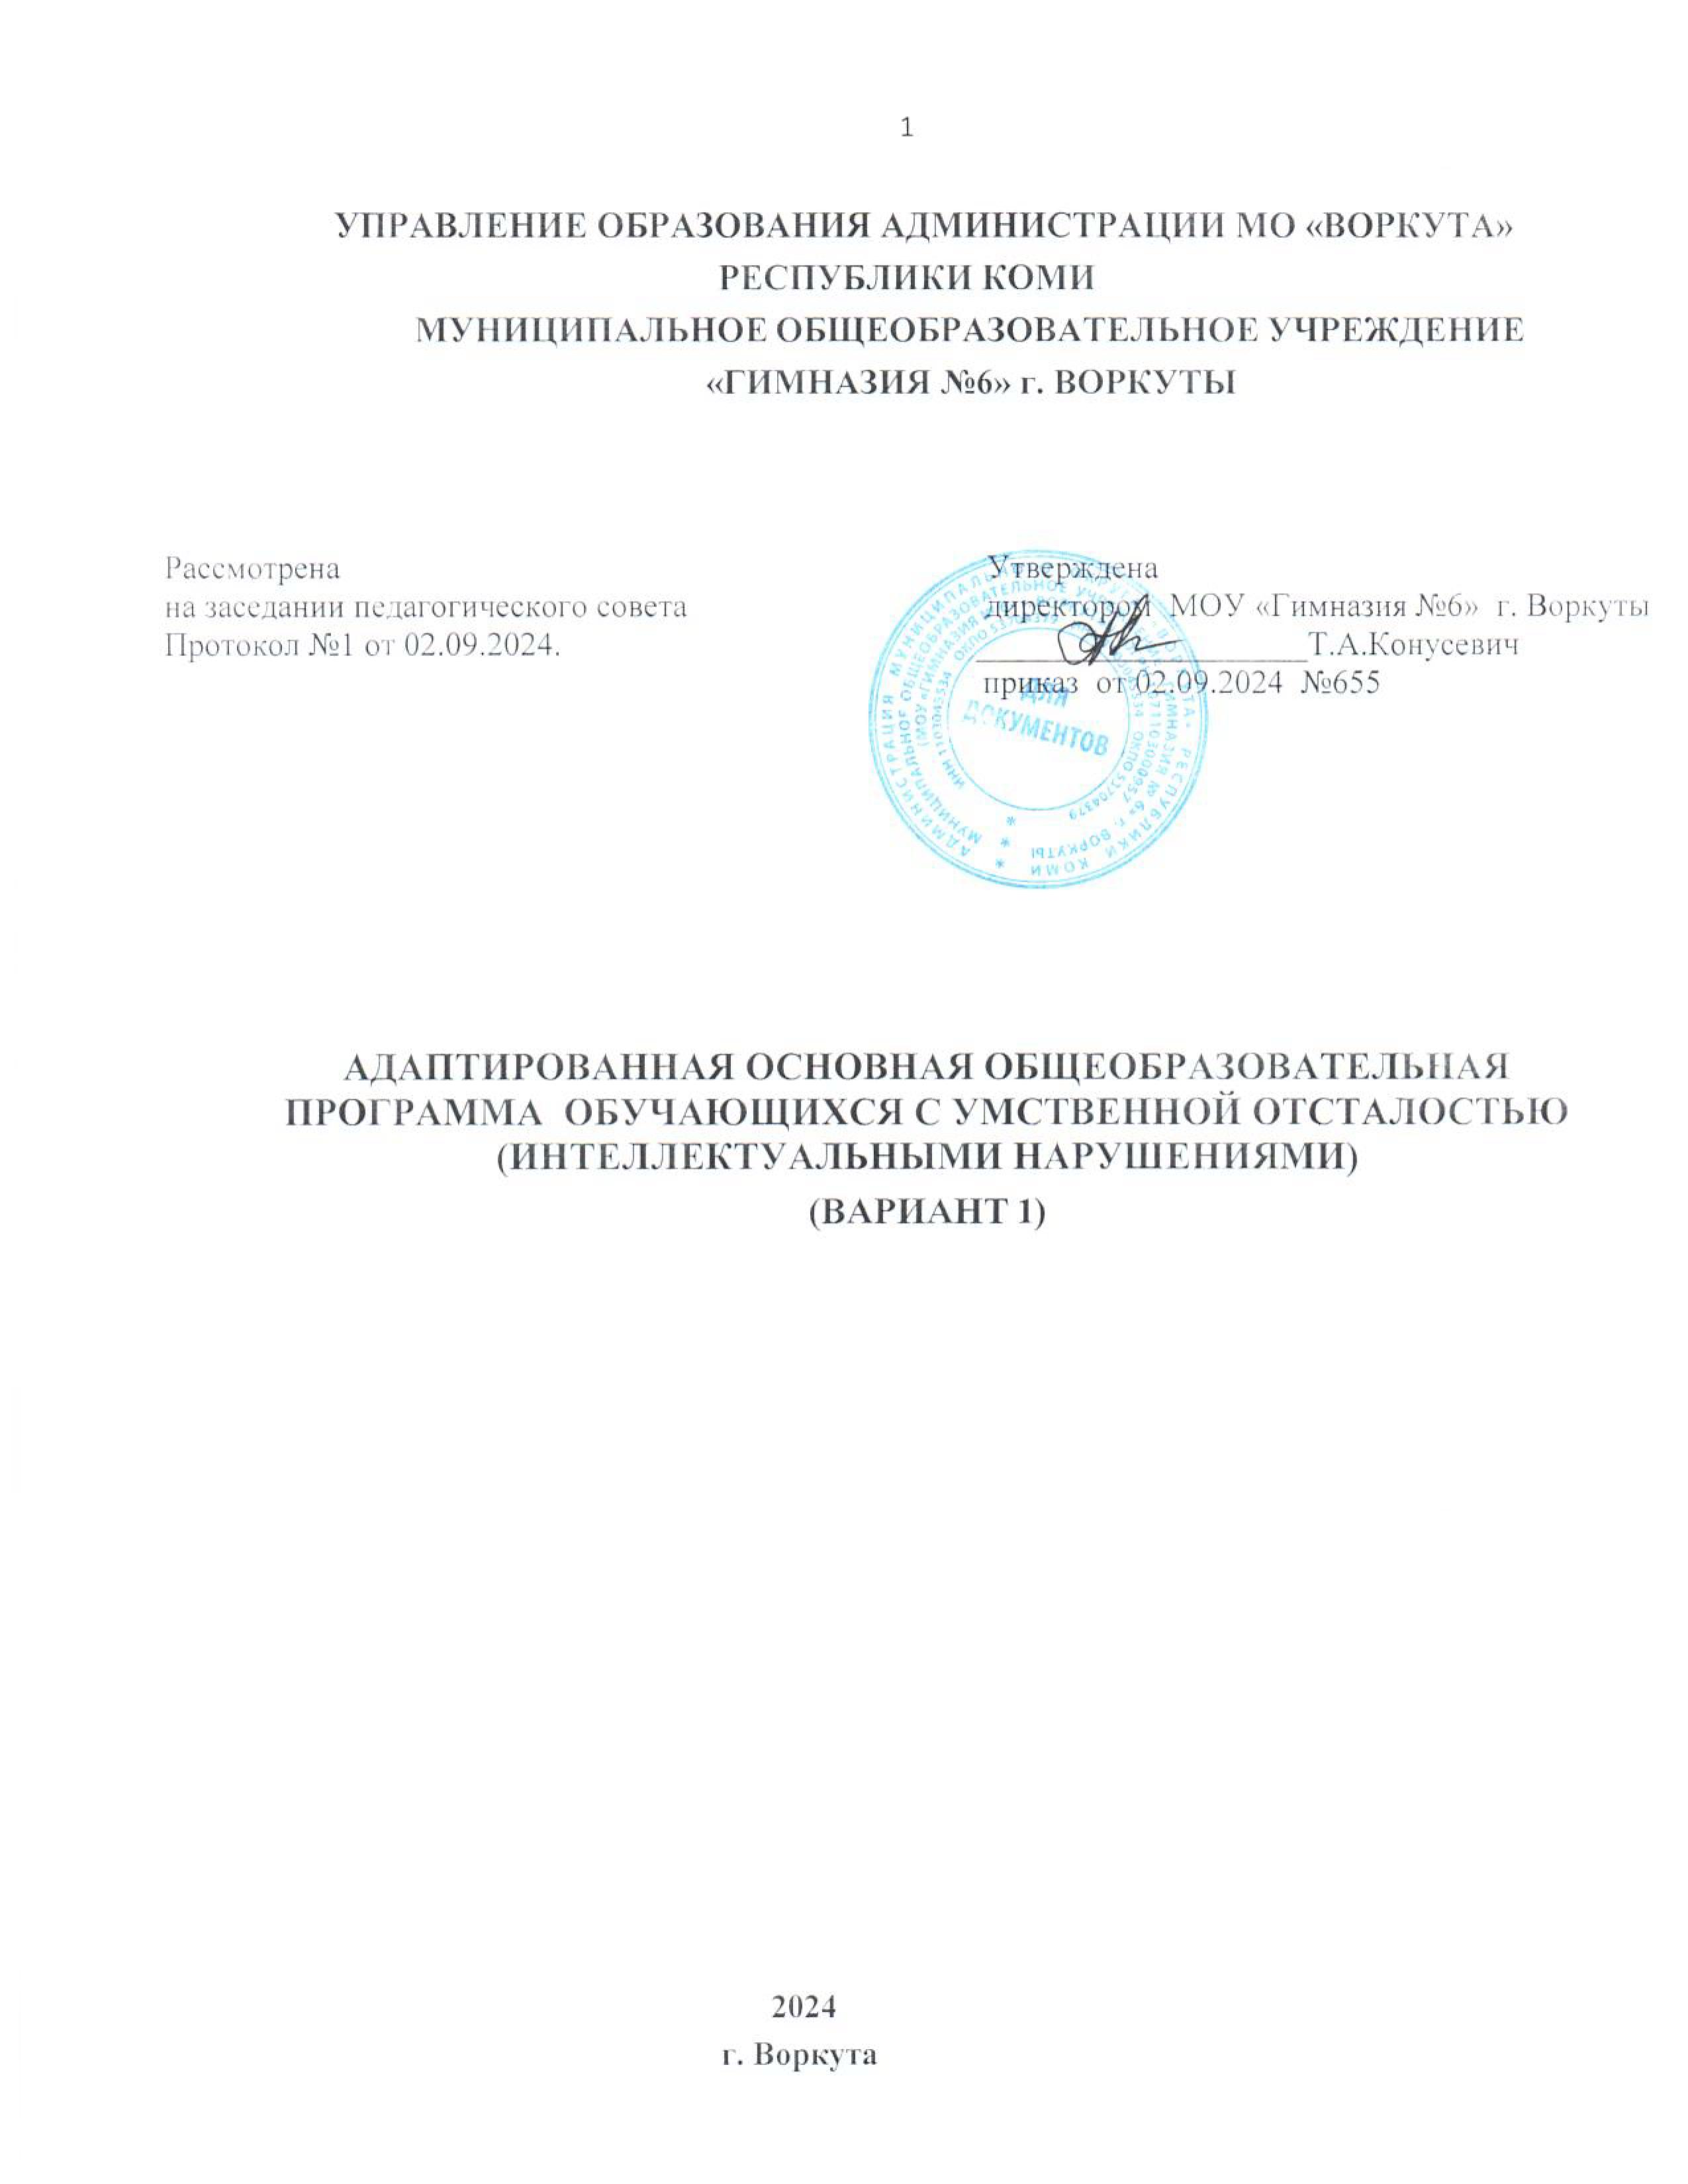 1
УПРАВЛЕНИЕ ОБРАЗОВАНИЯ АДМИНИСТРАЦИИ МО «ВОРКУТА»
РЕСПУБЛИКИ КОМИ
МУНИЦИПАЛЬНОЕ ОБЩЕОБРАЗОВАТЕЛЬНОЕ УЧРЕЖДЕНИЕ
«ГИМНАЗИЯ №6» г. ВОРКУТЫ
Рассмотрена
на заседании педагогического совета
Протокол №1 от 02.09.2024.
Утверждена
директором МОУ «Гимназия №6» г. Воркуты
Т.А.Конусевич
приказ от 02.09.2024 №655
ДЛЯ
ДОКУМЕНТОВ
АДАПТИРОВАННАЯ ОСНОВНАЯ ОБЩЕОБРАЗОВАТЕЛЬНАЯ
ПРОГРАММА ОБУЧАЮЩИХСЯ С УМСТВЕННОЙ ОТСТАЛОСТЬЮ
(ИНТЕЛЛЕКТУАЛЬНЫМИ НАРУШЕНИЯМИ)
(ВАРИАНТ 1)
2024
г. Воркута